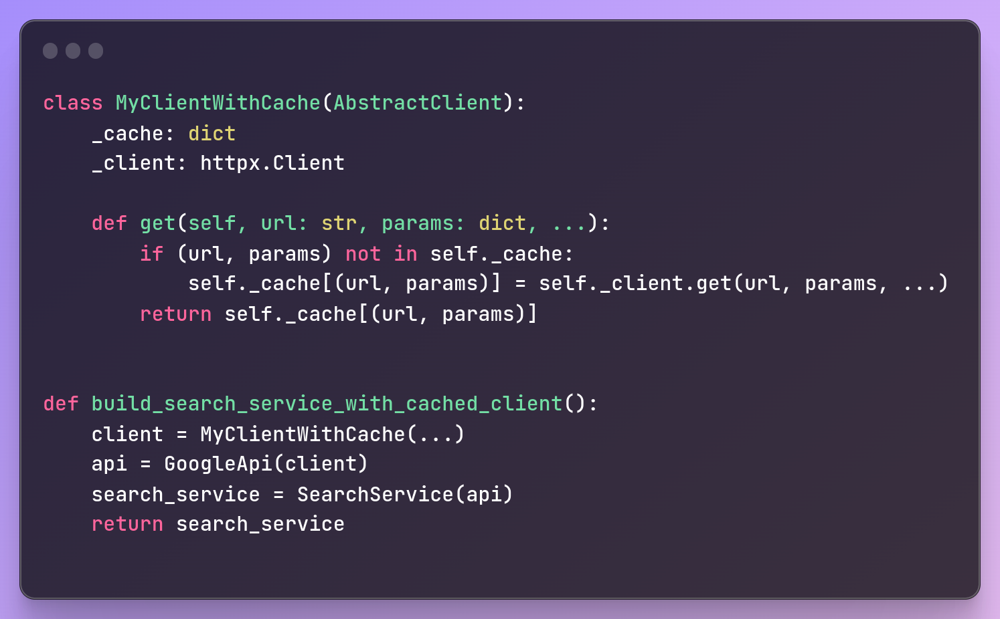 class MyClientWithCache(AbstractClient):
    _cache: dict
    _client: httpx.Client

    def get(self, url: str, params: dict, ...):
        if (url, params) not in self._cache:
            self._cache[(url, params)] = self._client.get(url, params, ...)
        return self._cache[(url, params)]


def build_search_service_with_cached_client():
    client = MyClientWithCache(...)
    api = GoogleApi(client)
    search_service = SearchService(api)
    return search_service